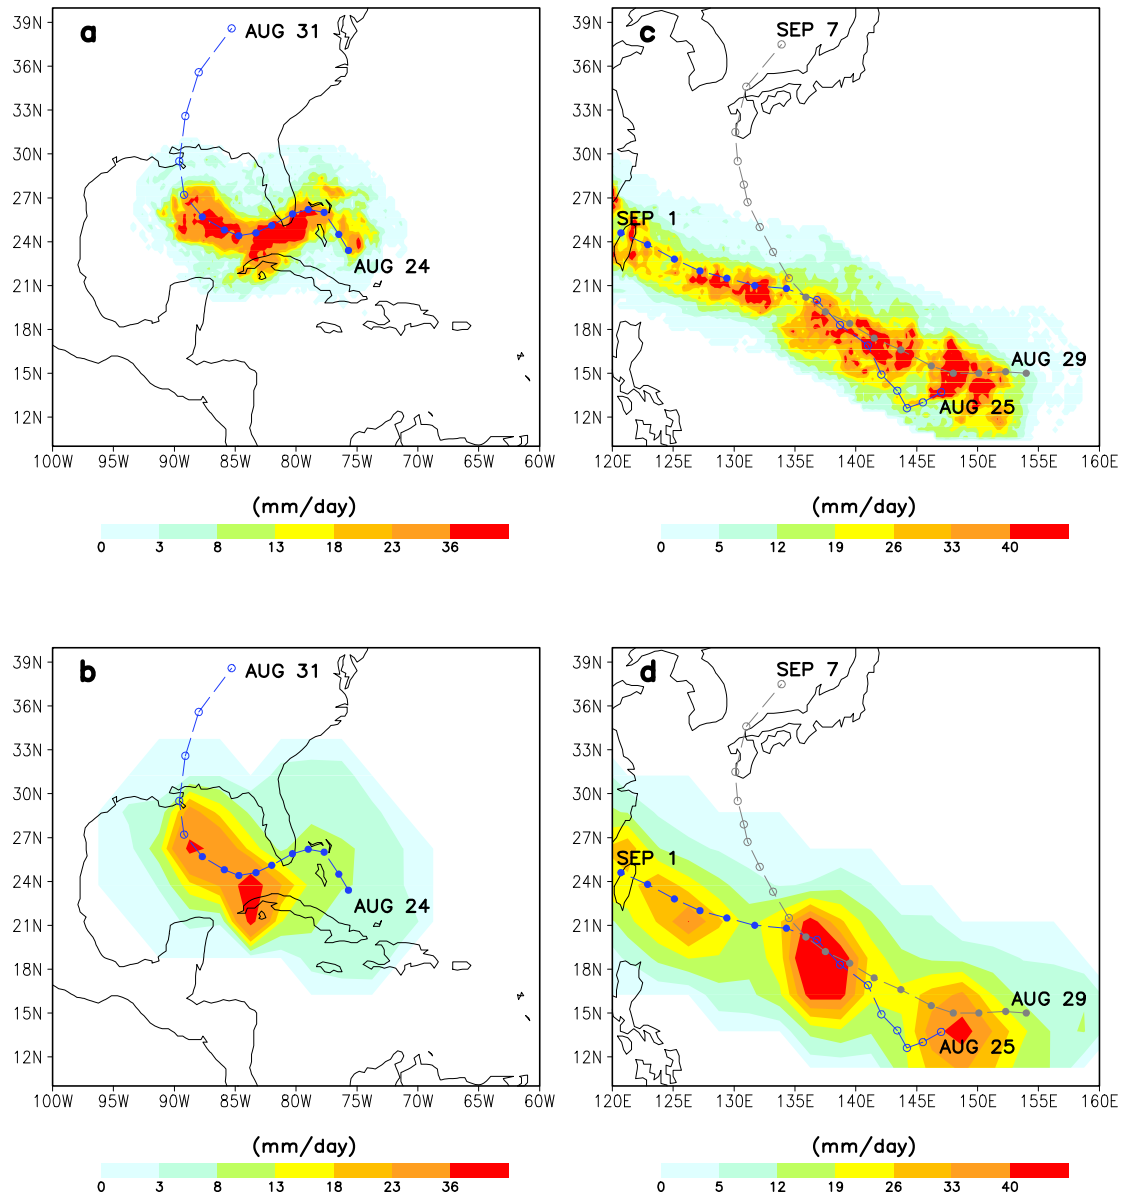 a
39N
36N
33N
30N
27N
24N
21N
18N
15N
12N
AUG 31
AUG 24
100W 95W 90W 85W 80W 75W 70W 65W 60W
(mm/day)
0 3 8 13 18 23 36
c
39N
36N
33N
30N
27N
24N
21N
18N
15N
12N
SEP 7
SEP 1
AUG 29
AUG 25
120E 125E 130E 135E 140E 145E 150E 155E 160E
(mm/day)
0 5 12 19 26 33 40
b
39N
36N
33N
30N
27N
24N
21N
18N
15N
12N
AUG 31
AUG 24
100W 95W 90W 85W 80W 75W 70W 65W 60W
(mm/day)
0 3 8 13 18 23 36
d
39N
36N
33N
30N
27N
24N
21N
18N
15N
12N
SEP 7
SEP 1
AUG 29
AUG 25
120E 125E 130E 135E 140E 145E 150E 155E 160E
(mm/day)
0 5 12 19 26 33 40